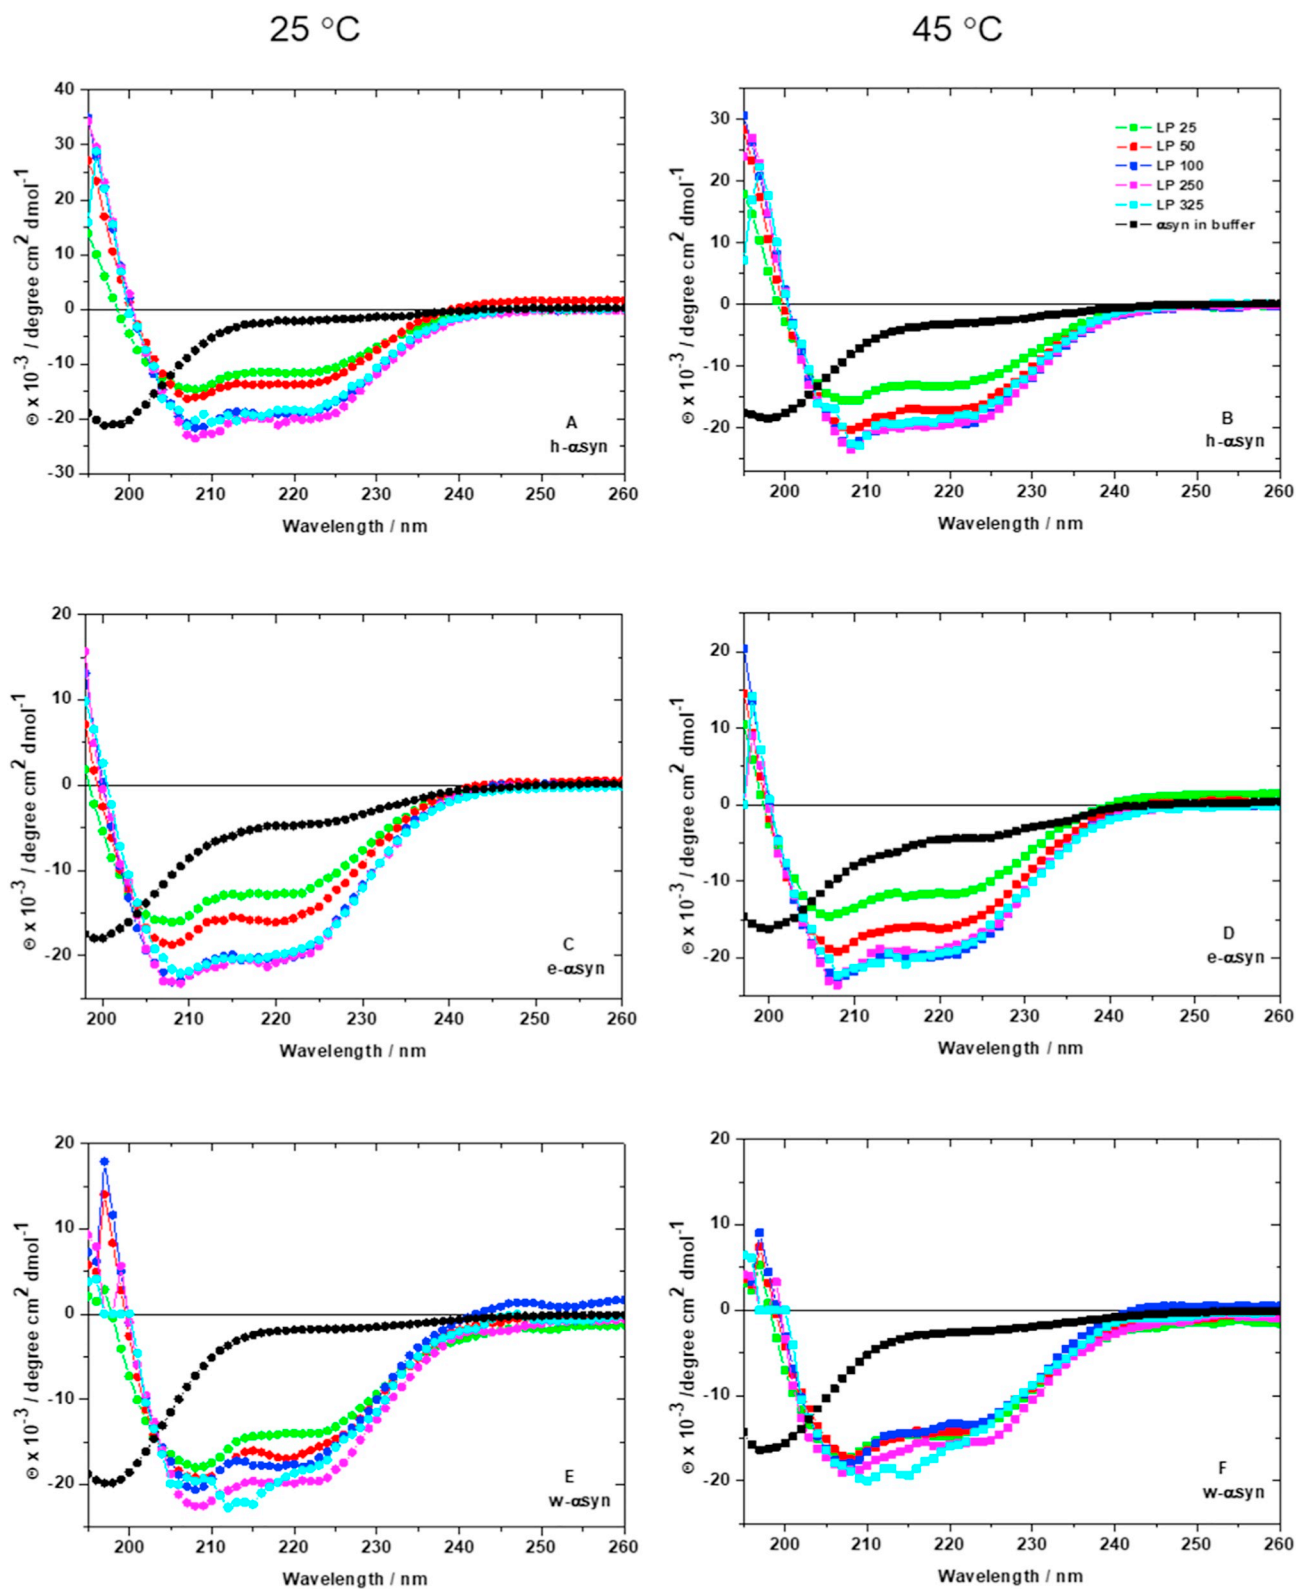 25 °C
45 °C
40
30
20
10
0
-10
-20
-30
Θ x 10⁻³ / degree cm² dmol⁻¹
200 210 220 230 240 250 260
Wavelength / nm
A
h-αsyn
30
20
10
0
-10
-20
Θ x 10⁻³ / degree cm² dmol⁻¹
LP 25
LP 50
LP 100
LP 250
LP 325
αsyn in buffer
200 210 220 230 240 250 260
Wavelength / nm
B
h-αsyn
20
10
0
-10
-20
Θ x 10⁻³ / degree cm² dmol⁻¹
200 210 220 230 240 250 260
Wavelength / nm
C
e-αsyn
20
10
0
-10
-20
Θ x 10⁻³ / degree cm² dmol⁻¹
200 210 220 230 240 250 260
Wavelength / nm
D
e-αsyn
20
10
0
-10
-20
Θ x 10⁻³ / degree cm² dmol⁻¹
200 210 220 230 240 250 260
Wavelength / nm
E
w-αsyn
20
10
0
-10
-20
Θ x 10⁻³ /degree cm² dmol⁻¹
200 210 220 230 240 250 260
Wavelength / nm
F
w-αsyn